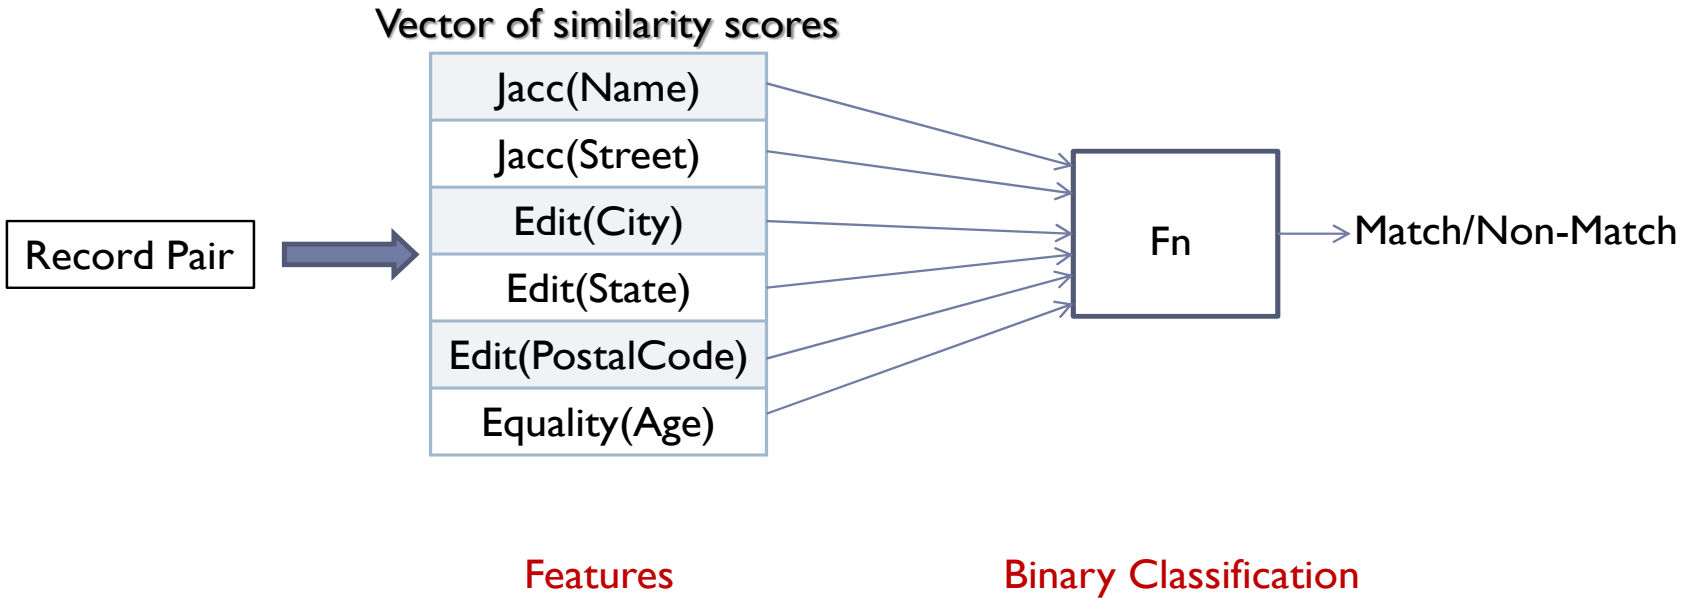 Vector of similarity scores
Jacc(Name)
Jacc(Street)
Edit(City)
Edit(State)
Edit(PostalCode)
Equality(Age)
Record Pair
Fn
Match/Non-Match
Features
Binary Classification